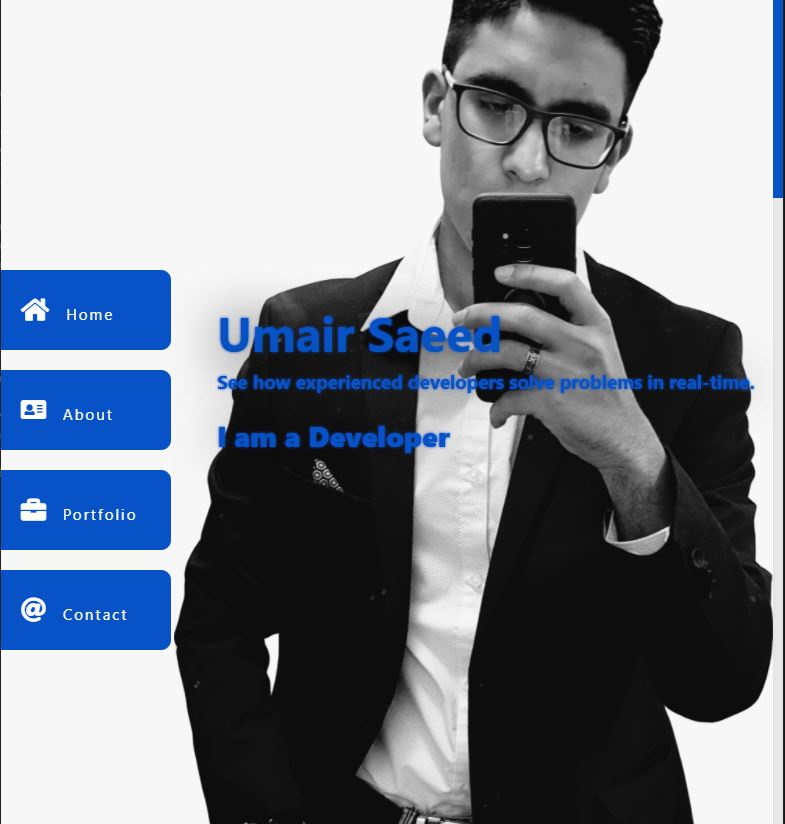 Home
About
Portfolio
Contact
Umair Saeed
See how experienced developers solve problems in real-time.
I am a Developer